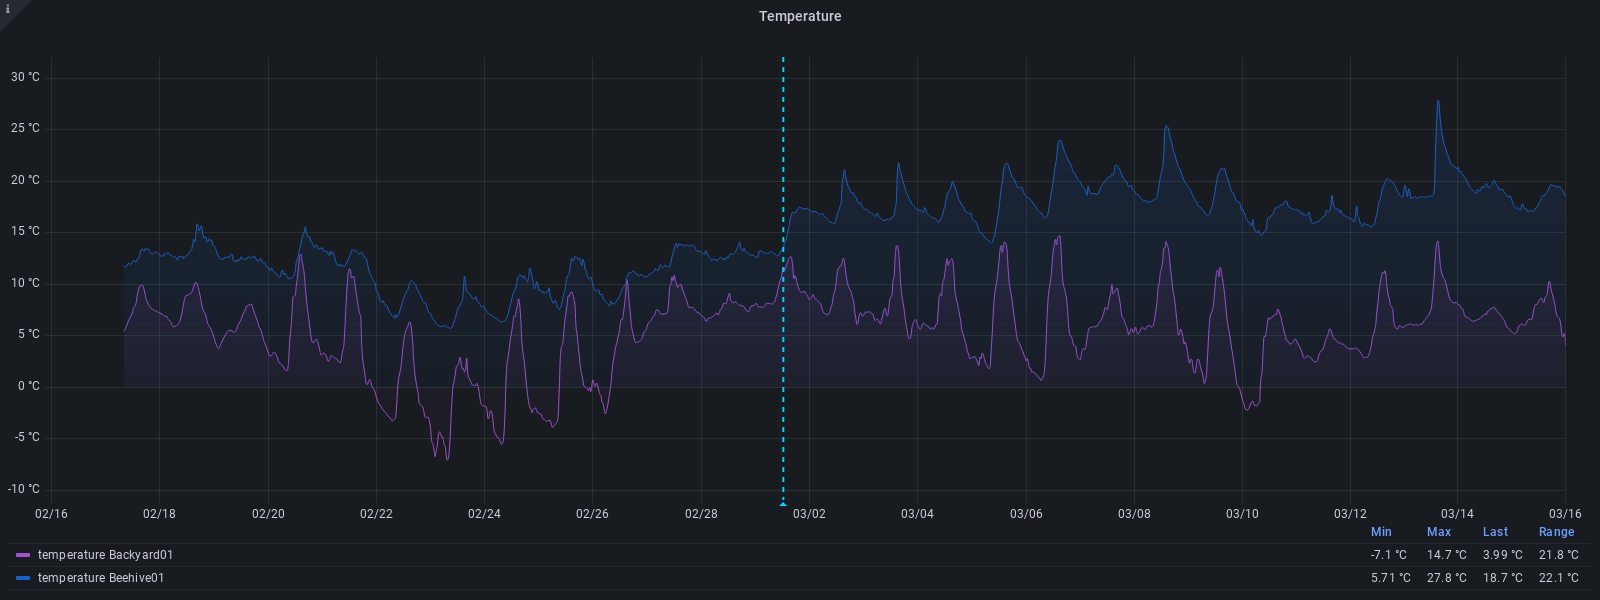 i
Temperature
30 °C
25 °C
20 °C
15 °C
10 °C
5 °C
0 °C
-5 °C
-10 °C
02/16 02/18 02/20 02/22 02/24 02/26 02/28 03/02 03/04 03/06 03/08 03/10 03/12 03/14 03/16
Min Max Last Range
temperature Backyard01 -7.1 °C 14.7 °C 3.99 °C 21.8 °C
temperature Beehive01 5.71 °C 27.8 °C 18.7 °C 22.1 °C